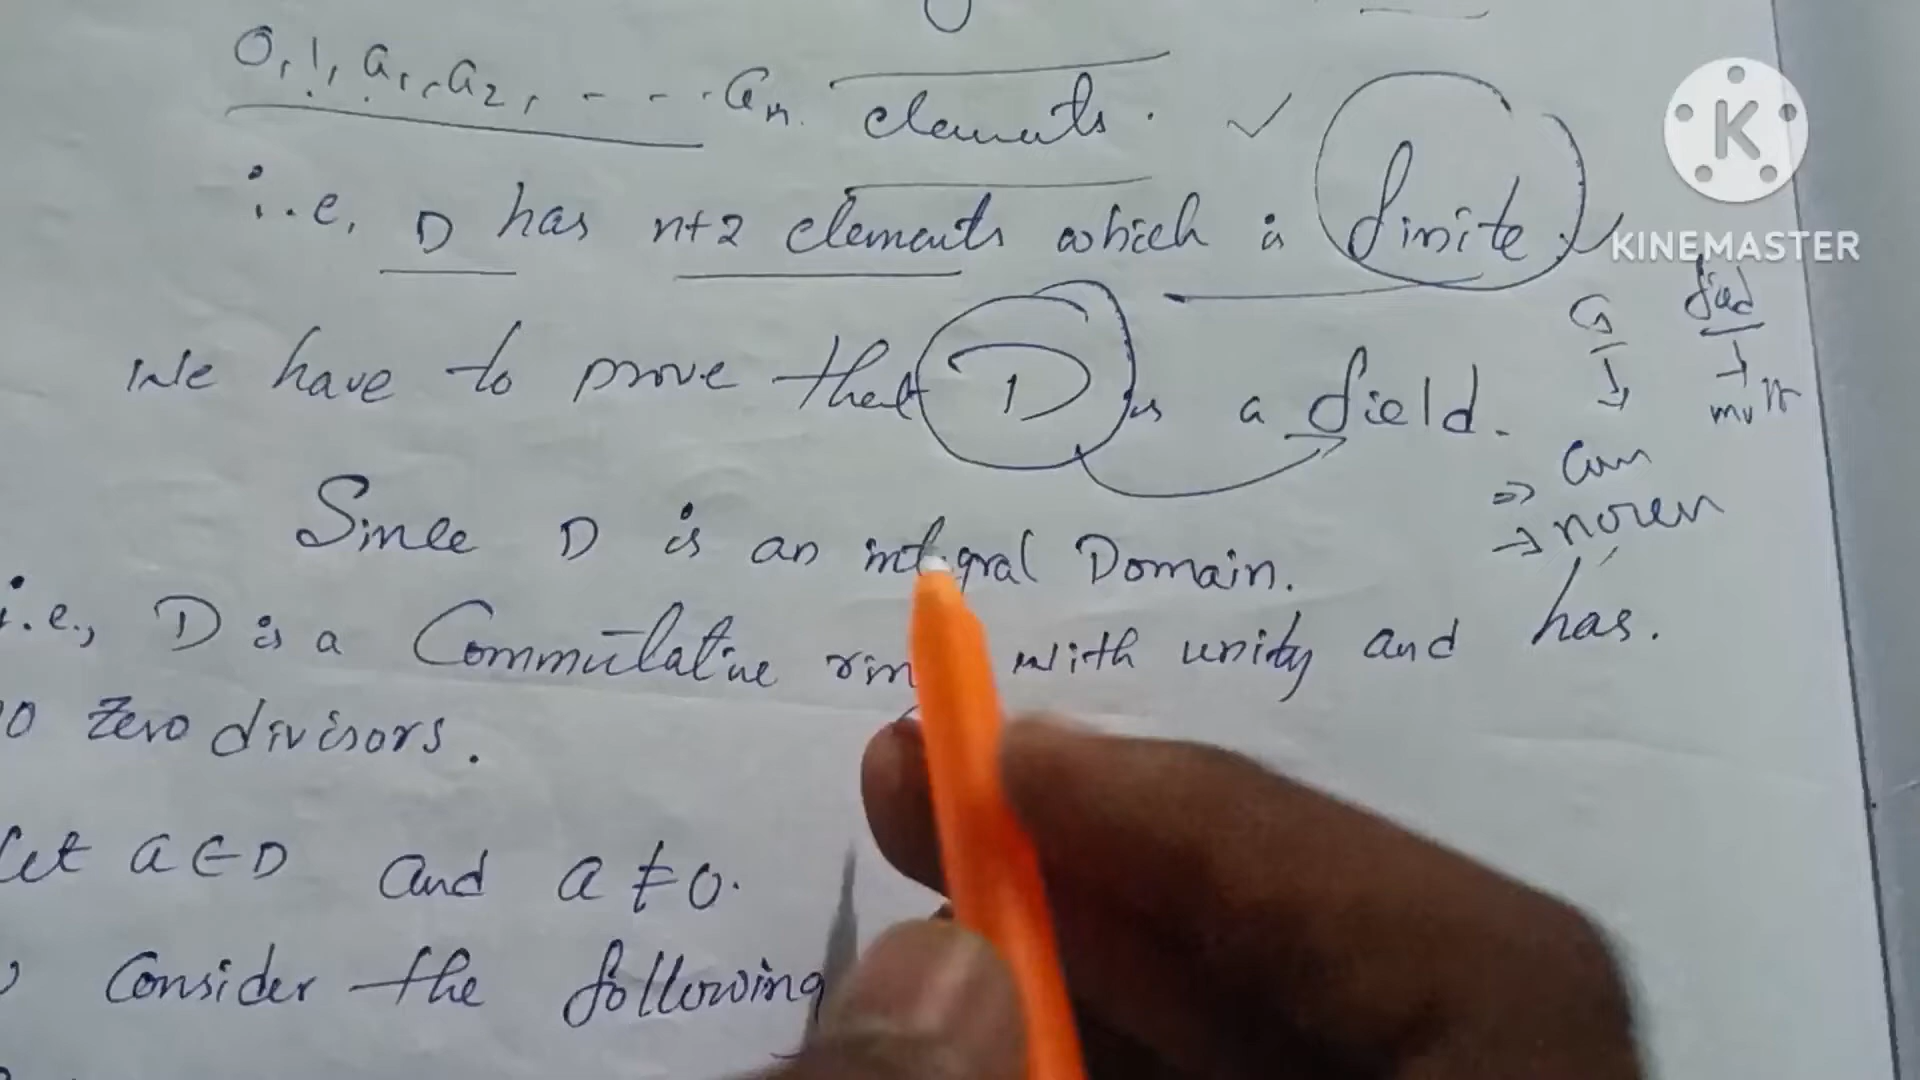 0, 1, a1, a2, - - - . an elements.
i.e, D has n+2 elements which is finite.
KINEMASTER
We have to prove that D is a field.
Since D is an integral Domain.
i.e., D is a Commutative ring with unity and has.
zero divisors.
Let a ∈ D and a ≠ 0.
Consider the following